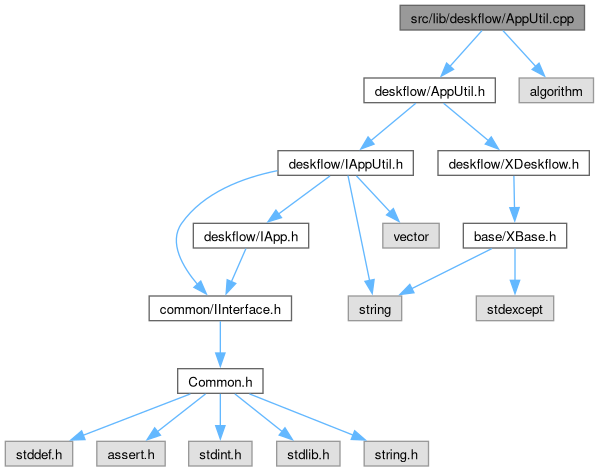 src/lib/deskflow/AppUtil.cpp
deskflow/AppUtil.h
algorithm
deskflow/IAppUtil.h
deskflow/XDeskflow.h
deskflow/IApp.h
vector
base/XBase.h
common/IInterface.h
string
stdexcept
Common.h
stddef.h
assert.h
stdint.h
stdlib.h
string.h